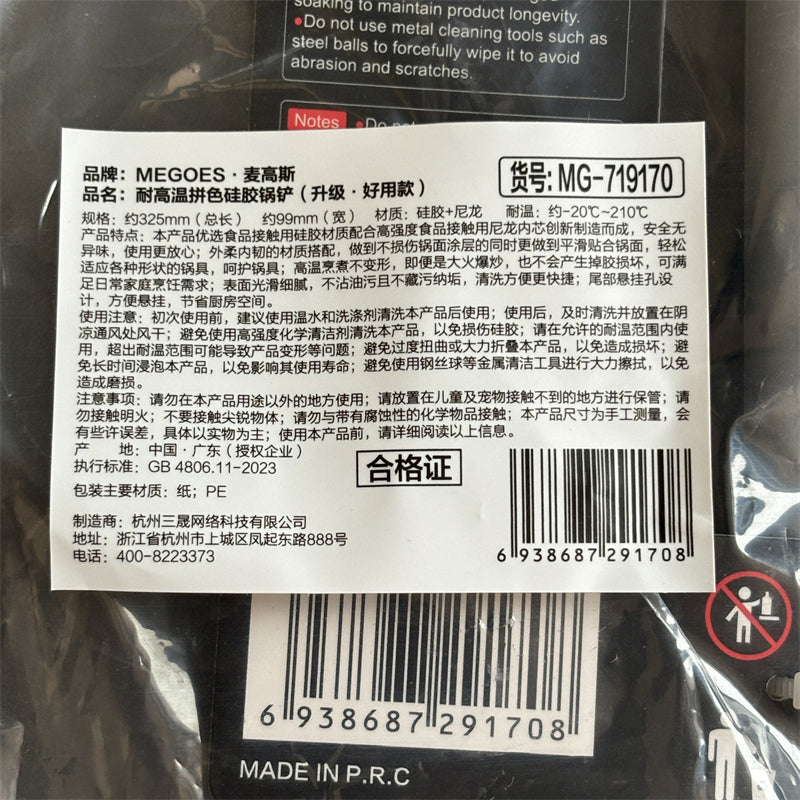 soaking to maintain product longevity.
•Do not use metal cleaning tools such as
steel balls to forcefully wipe it to avoid
abrasion and scratches.
Notes
品牌：MEGOES·麦高斯
货号: MG-719170
品名：耐高温拼色硅胶锅铲（升级·好用款）
规格：约325mm（总长） 约99mm（宽） 材质：硅胶+尼龙 耐温：约-20℃~210℃
产品特点：本产品优选食品接触用硅胶材质配合高强度食品接触用尼龙内芯创新制造而成，安全无
异味，使用更放心；外柔内韧的材质搭配，做到不损伤锅面涂层的同时更做到平滑贴合锅面，轻松
适应各种形状的锅具，呵护锅具；高温烹煮不变形，即便是大火爆炒，也不会产生掉胶损坏，可满
足日常家庭烹饪需求；表面光滑细腻，不沾油污且不藏污纳垢，清洗方便更快捷；尾部悬挂孔设
计，方便悬挂，节省厨房空间。
使用注意：初次使用前，建议使用温水和洗涤剂清洗本产品后使用；使用后，及时清洗并放置在阴
凉通风处风干；避免使用高强度化学清洁剂清洗本产品，以免损伤硅胶；请在允许的耐温范围内使
用，超出耐温范围可能导致产品变形等问题；避免过度扭曲或大力折叠本产品，以免造成损坏；避
免长时间浸泡本产品，以免影响其使用寿命；避免使用钢丝球等金属清洁工具进行大力擦拭，以免
造成磨损。
注意事项：请勿在本产品用途以外的地方使用；请放置在儿童及宠物接触不到的地方进行保管；请
勿接触明火；不要接触尖锐物体；请勿与带有腐蚀性的化学物品接触；本产品尺寸为手工测量，会
有些许误差，具体以实物为主；使用本产品前，请详细阅读以上信息。
产 地：中国·广东（授权企业）
执行标准：GB 4806.11-2023
合格证
包装主要材质：纸；PE
制造商：杭州三晟网络科技有限公司
地址：浙江省杭州市上城区凤起东路888号
电话：400-8223373
6 938687 291708
6 938687 291708
MADE IN P.R.C